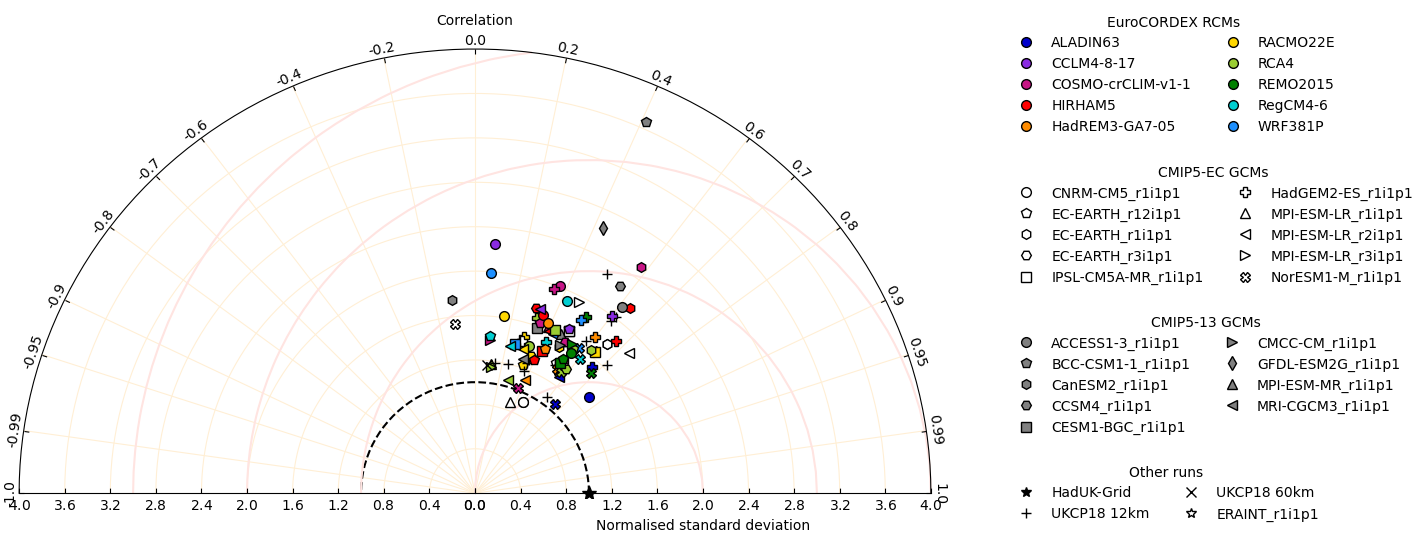 Correlation
0.0
-0.2 0.2
-0.4 0.4
-0.6 0.6
-0.7 0.7
-0.8 0.8
-0.9 0.9
-0.95 0.95
-0.99 0.99
-1.0 1.0
4.0 3.6 3.2 2.8 2.4 2.0 1.6 1.2 0.8 0.4 0.0 0.4 0.8 1.2 1.6 2.0 2.4 2.8 3.2 3.6 4.0
Normalised standard deviation
EuroCORDEX RCMs
ALADIN63 RACMO22E
CCLM4-8-17 RCA4
COSMO-crCLIM-v1-1 REMO2015
HIRHAM5 RegCM4-6
HadREM3-GA7-05 WRF381P
CMIP5-EC GCMs
CNRM-CM5_r1i1p1 HadGEM2-ES_r1i1p1
EC-EARTH_r12i1p1 MPI-ESM-LR_r1i1p1
EC-EARTH_r1i1p1 MPI-ESM-LR_r2i1p1
EC-EARTH_r3i1p1 MPI-ESM-LR_r3i1p1
IPSL-CM5A-MR_r1i1p1 NorESM1-M_r1i1p1
CMIP5-13 GCMs
ACCESS1-3_r1i1p1 CMCC-CM_r1i1p1
BCC-CSM1-1_r1i1p1 GFDL-ESM2G_r1i1p1
CanESM2_r1i1p1 MPI-ESM-MR_r1i1p1
CCSM4_r1i1p1 MRI-CGCM3_r1i1p1
CESM1-BGC_r1i1p1
Other runs
HadUK-Grid UKCP18 60km
UKCP18 12km ERAINT_r1i1p1